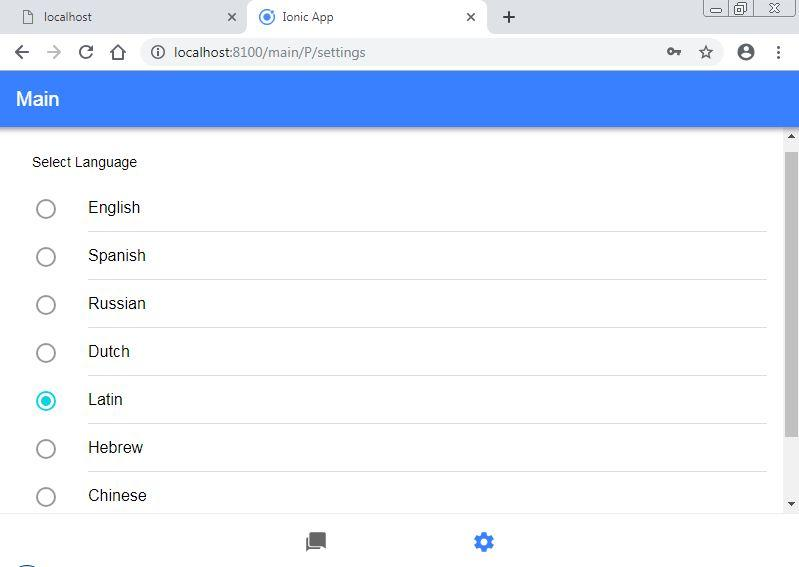 localhost
Ionic App
localhost:8100/main/P/settings
Main
Select Language
English
Spanish
Russian
Dutch
Latin
Hebrew
Chinese